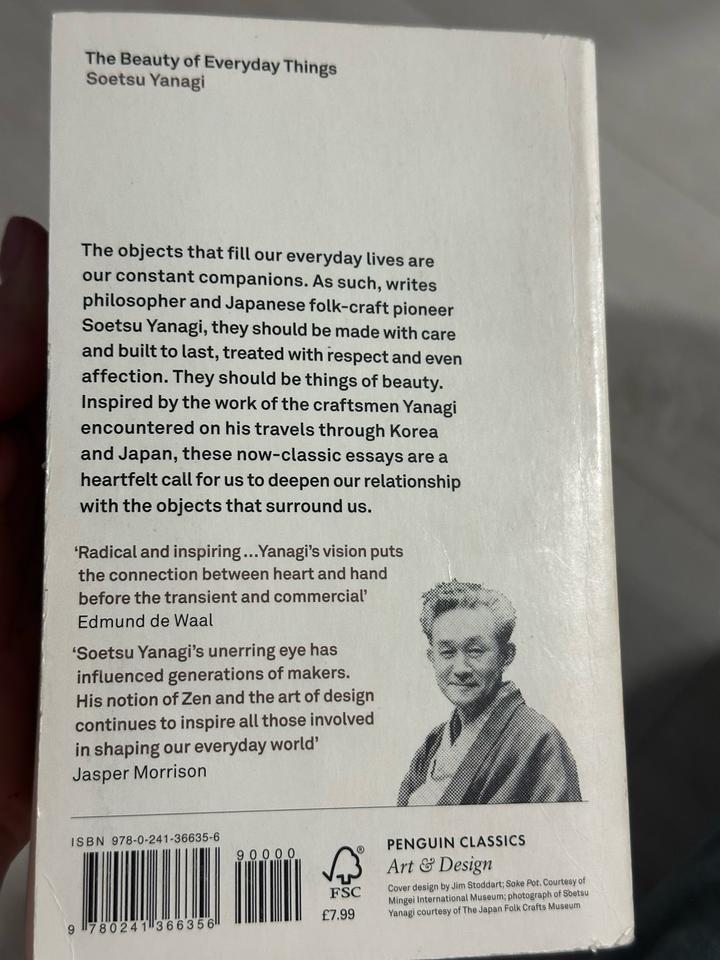 The Beauty of Everyday Things
Soetsu Yanagi
The objects that fill our everyday lives are
our constant companions. As such, writes
philosopher and Japanese folk-craft pioneer
Soetsu Yanagi, they should be made with care
and built to last, treated with respect and even
affection. They should be things of beauty.
Inspired by the work of the craftsmen Yanagi
encountered on his travels through Korea
and Japan, these now-classic essays are a
heartfelt call for us to deepen our relationship
with the objects that surround us.
‘Radical and inspiring...Yanagi’s vision puts
the connection between heart and hand
before the transient and commercial’
Edmund de Waal
‘Soetsu Yanagi’s unerring eye has
influenced generations of makers.
His notion of Zen and the art of design
continues to inspire all those involved
in shaping our everyday world’
Jasper Morrison
ISBN 978-0-241-36635-6
90000
9 780241 366356
FSC
£7.99
PENGUIN CLASSICS
Art & Design
Cover design by Jim Stoddart; Sake Pot. Courtesy of
Mingei International Museum; photograph of Soetsu
Yanagi courtesy of The Japan Folk Crafts Museum